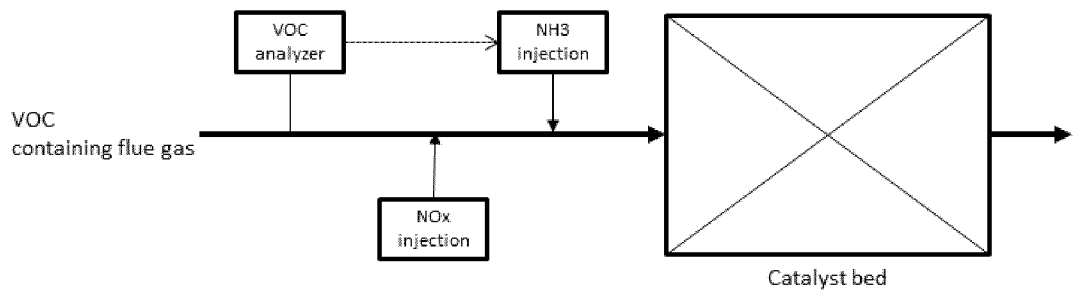 VOC
analyzer
NH3
injection
VOC
containing flue gas
NOx
injection
Catalyst bed